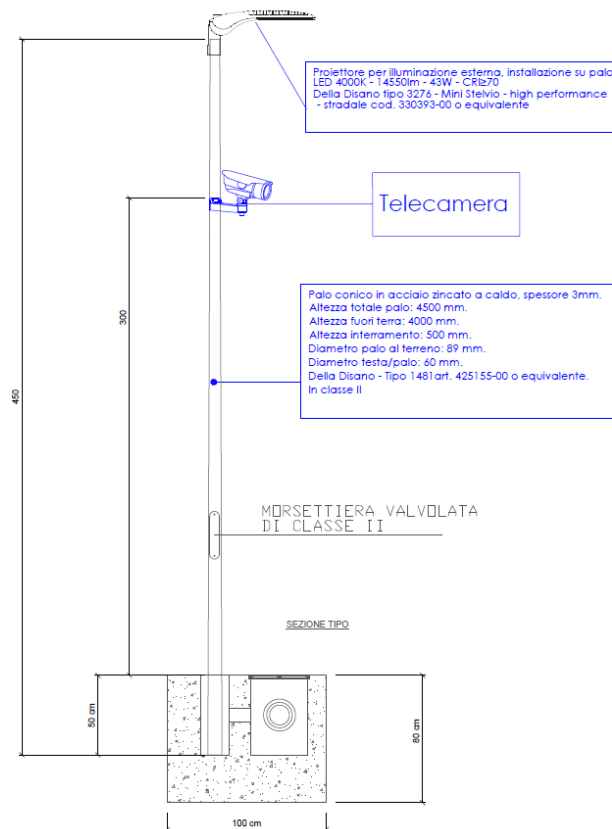 Proiettore per illuminazione esterna, installazione su palo
LED 4000K - 14550lm - 43W - CRI≥70
Della Disano tipo 3276 - Mini Stelvio - high performance
- stradale cod. 330393-00 o equivalente
Telecamera
Palo conico in acciaio zincato a caldo, spessore 3mm.
Altezza totale palo: 4500 mm.
Altezza fuori terra: 4000 mm.
Altezza interramento: 500 mm.
Diametro palo al terreno: 89 mm.
Diametro testa/palo: 60 mm.
Della Disano - Tipo 1481art. 425155-00 o equivalente.
In classe II
300
450
MORSETTIERA VALVOLATA
DI CLASSE II
SEZIONE TIPO
50 cm
80 cm
100 cm